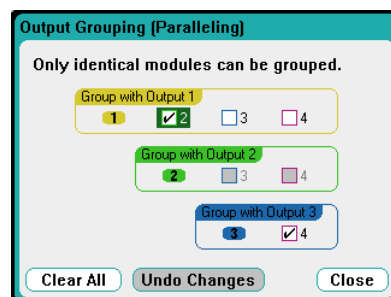 Output Grouping (Paralleling)
Only identical modules can be grouped.
Group with Output 1
1 2 3 4
Group with Output 2
2 3 4
Group with Output 3
3 4
Clear All Undo Changes Close